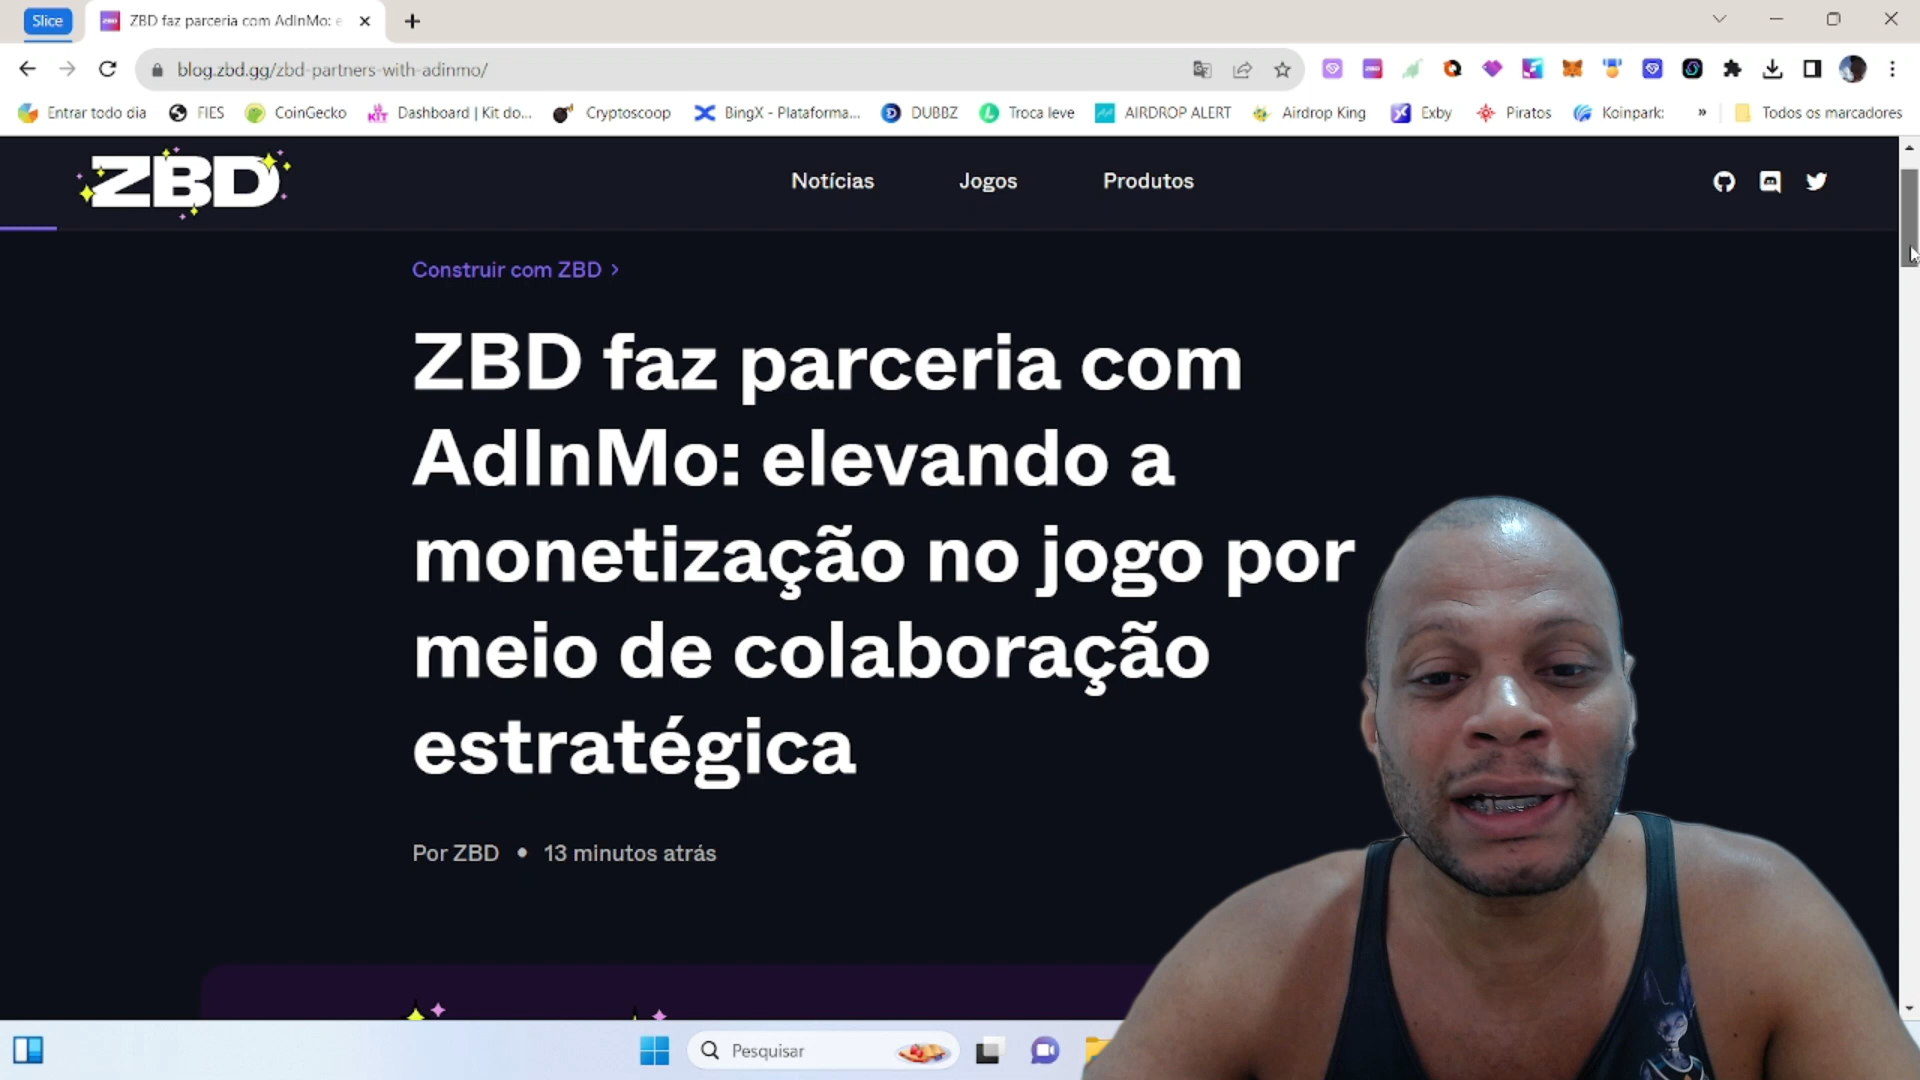 Slice
ZBD faz parceria com AdInMo: e
blog.zbd.gg/zbd-partners-with-adinmo/
Entrar todo dia
FIES
CoinGecko
KIT
Dashboard | Kit do...
Cryptoscoop
BingX - Plataforma...
DUBBZ
Troca leve
AIRDROP ALERT
Airdrop King
Exby
Piratos
Koinpark:
»
Todos os marcadores
ZBD
Notícias
Jogos
Produtos
Construir com ZBD >
ZBD faz parceria com
AdInMo: elevando a
monetização no jogo por
meio de colaboração
estratégica
Por ZBD • 13 minutos atrás
Pesquisar